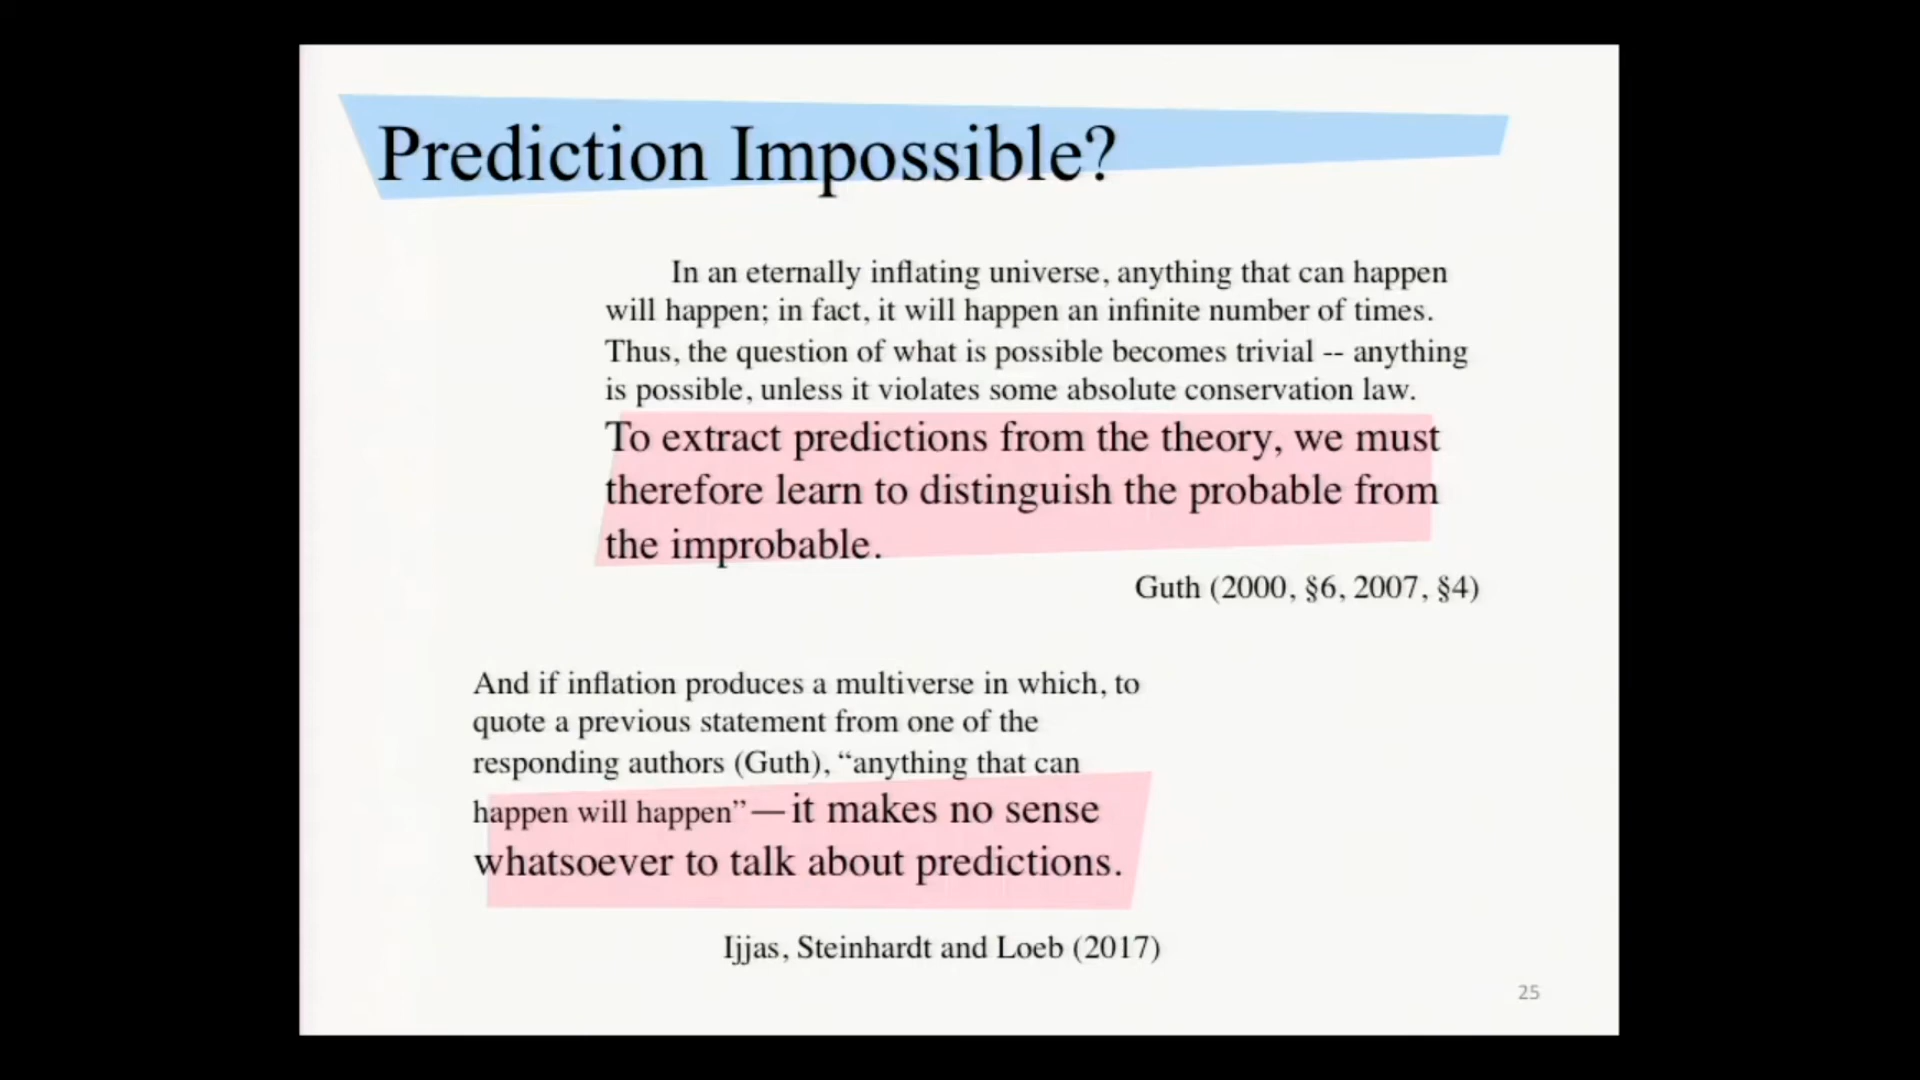 Prediction Impossible?
In an eternally inflating universe, anything that can happen
will happen; in fact, it will happen an infinite number of times.
Thus, the question of what is possible becomes trivial -- anything
is possible, unless it violates some absolute conservation law.
To extract predictions from the theory, we must
therefore learn to distinguish the probable from
the improbable.
Guth (2000, §6, 2007, §4)
And if inflation produces a multiverse in which, to
quote a previous statement from one of the
responding authors (Guth), “anything that can
happen will happen”—it makes no sense
whatsoever to talk about predictions.
Ijjas, Steinhardt and Loeb (2017)
25